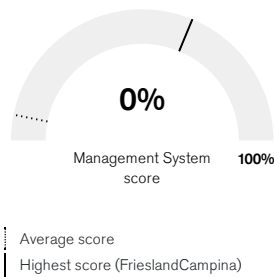 0%
Management System
score
100%
Average score
Highest score (FrieslandCampina)